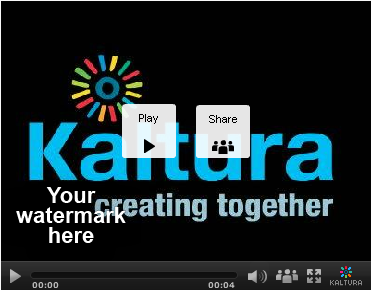 Play
Share
Kaltura
creating together
Your
watermark
here
00:00
00:04
KALTURA